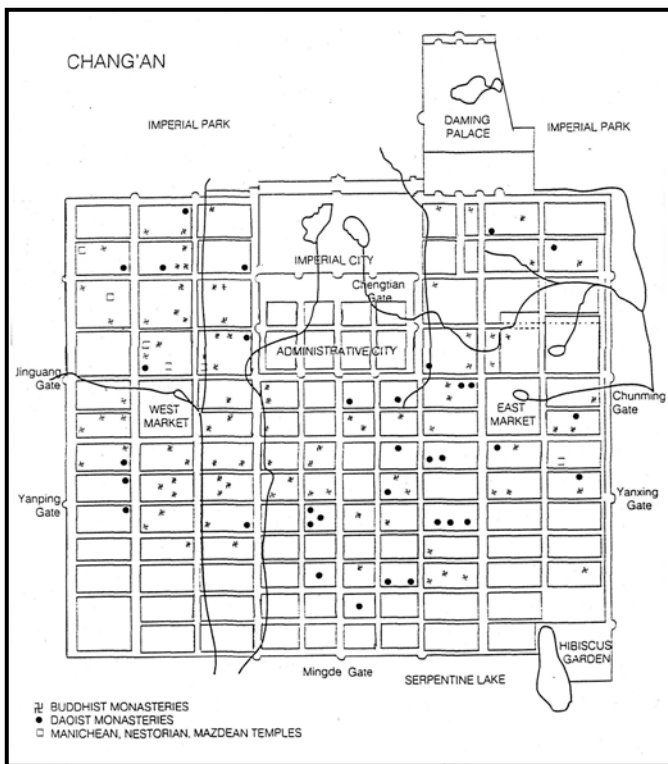 CHANG'AN
IMPERIAL PARK
DAMING
PALACE
IMPERIAL PARK
IMPERIAL CITY
Chengtian
Gate
ADMINISTRATIVE CITY
Jinguang
Gate
WEST
MARKET
EAST
MARKET
Chunming
Gate
Yanping
Gate
Yanxing
Gate
Mingde Gate
SERPENTINE LAKE
HIBISCUS
GARDEN
卐 BUDDHIST MONASTERIES
● DAOIST MONASTERIES
□ MANICHEAN, NESTORIAN, MAZDEAN TEMPLES